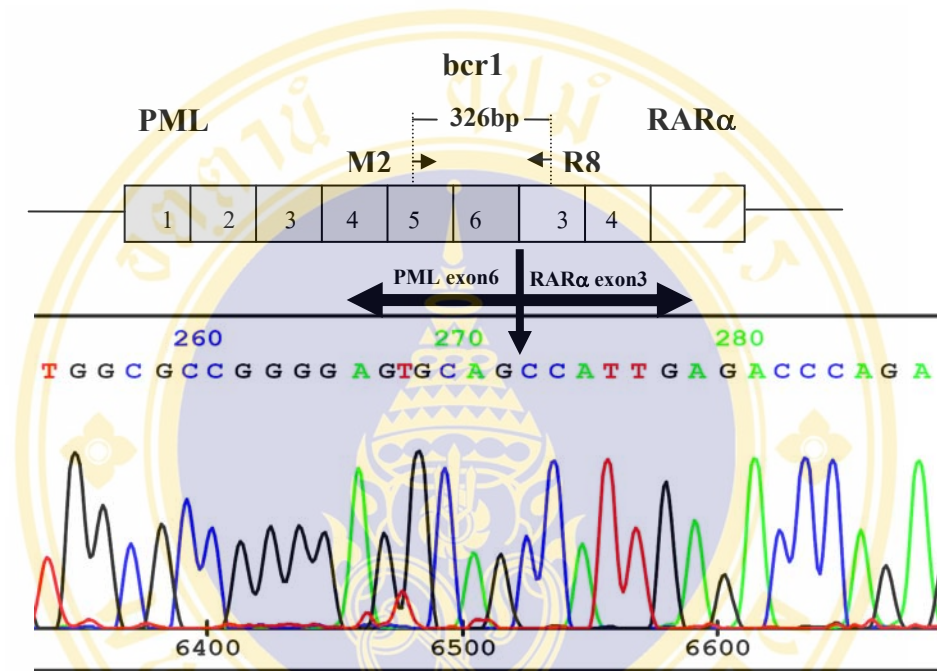 bcr1
PML 326bp RARα
M2 R8
1 2 3 4 5 6 3 4
PML exon6 RARα exon3
260 270 280
TGGCGCCGGGGAGTGCAGCCATTGAGACCCAGA
6400 6500 6600